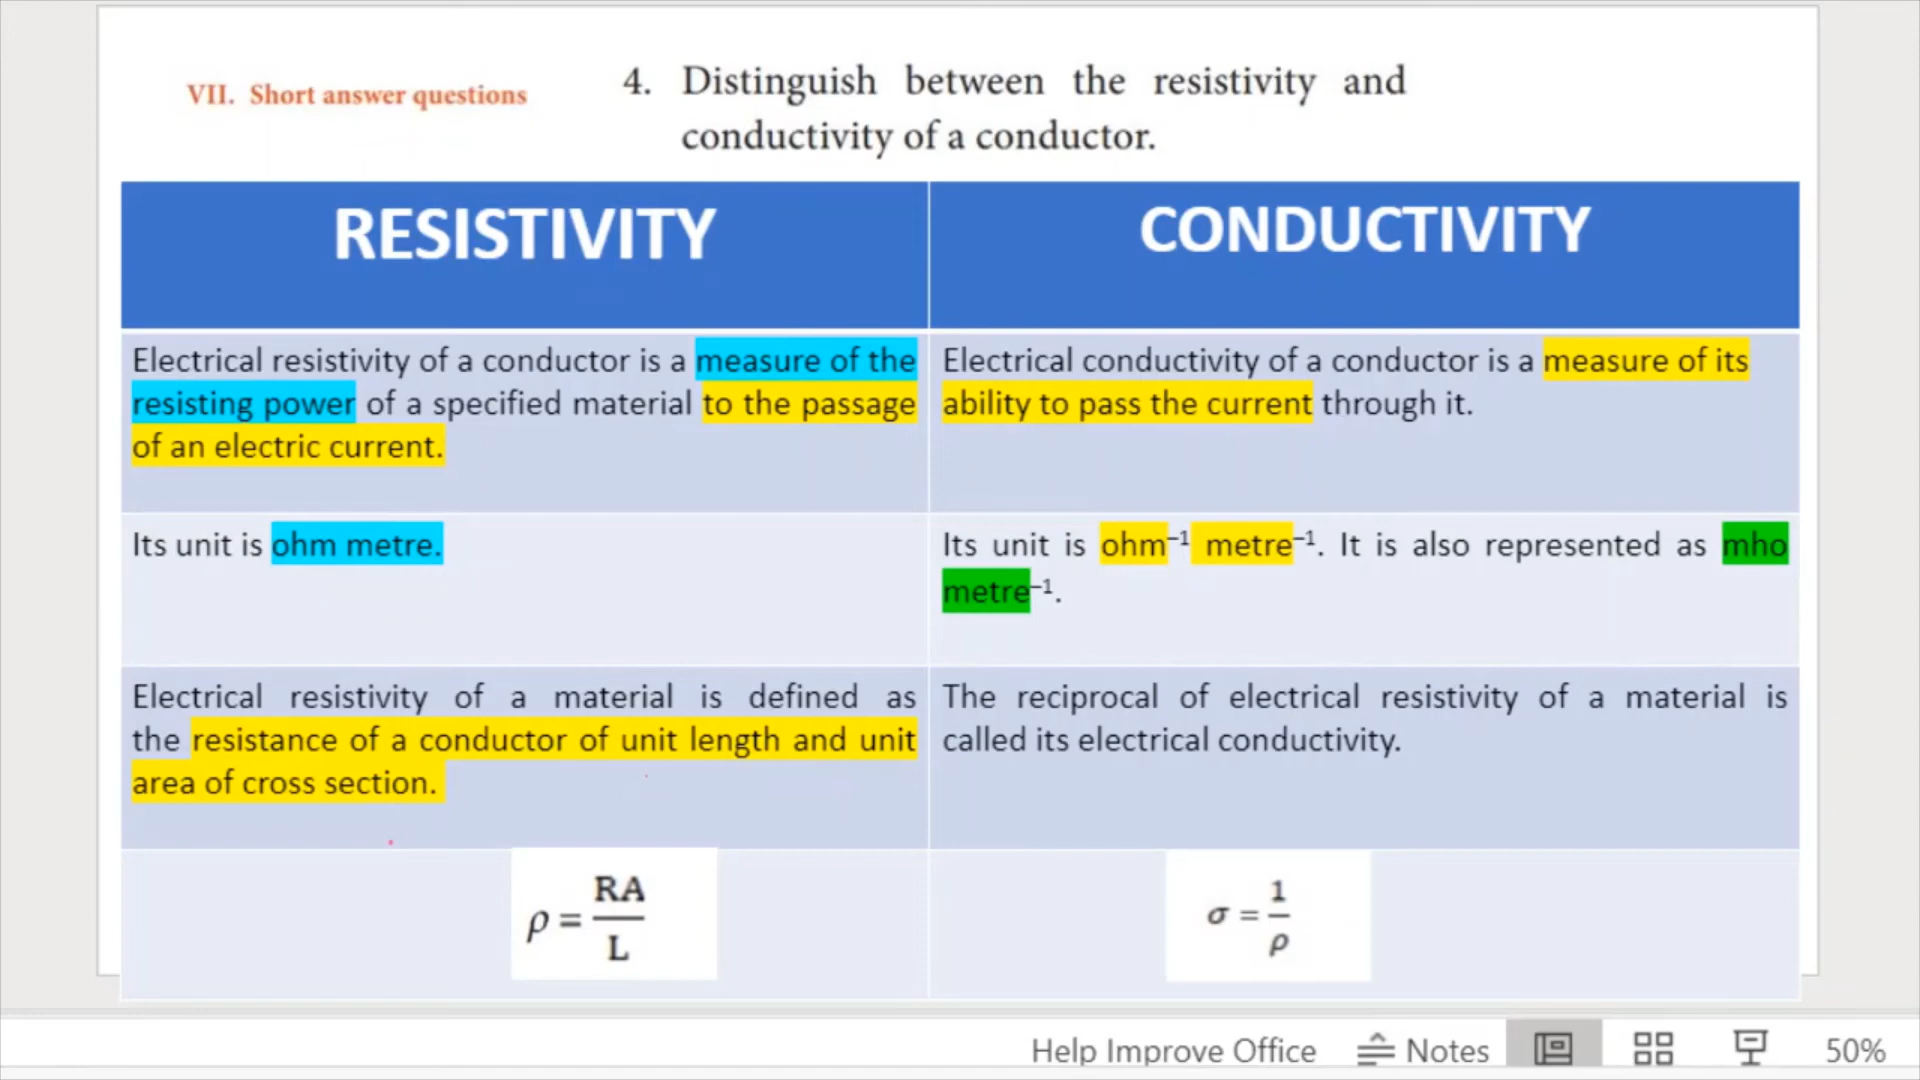 VII. Short answer questions
4. Distinguish between the resistivity and
conductivity of a conductor.
RESISTIVITY
CONDUCTIVITY
Electrical resistivity of a conductor is a measure of the
resisting power of a specified material to the passage
of an electric current.
Electrical conductivity of a conductor is a measure of its
ability to pass the current through it.
Its unit is ohm metre.
Its unit is ohm⁻¹ metre⁻¹. It is also represented as mho
metre⁻¹.
Electrical resistivity of a material is defined as
the resistance of a conductor of unit length and unit
area of cross section.
The reciprocal of electrical resistivity of a material is
called its electrical conductivity.
ρ = RA/L
σ = 1/ρ
Help Improve Office
Notes
50%